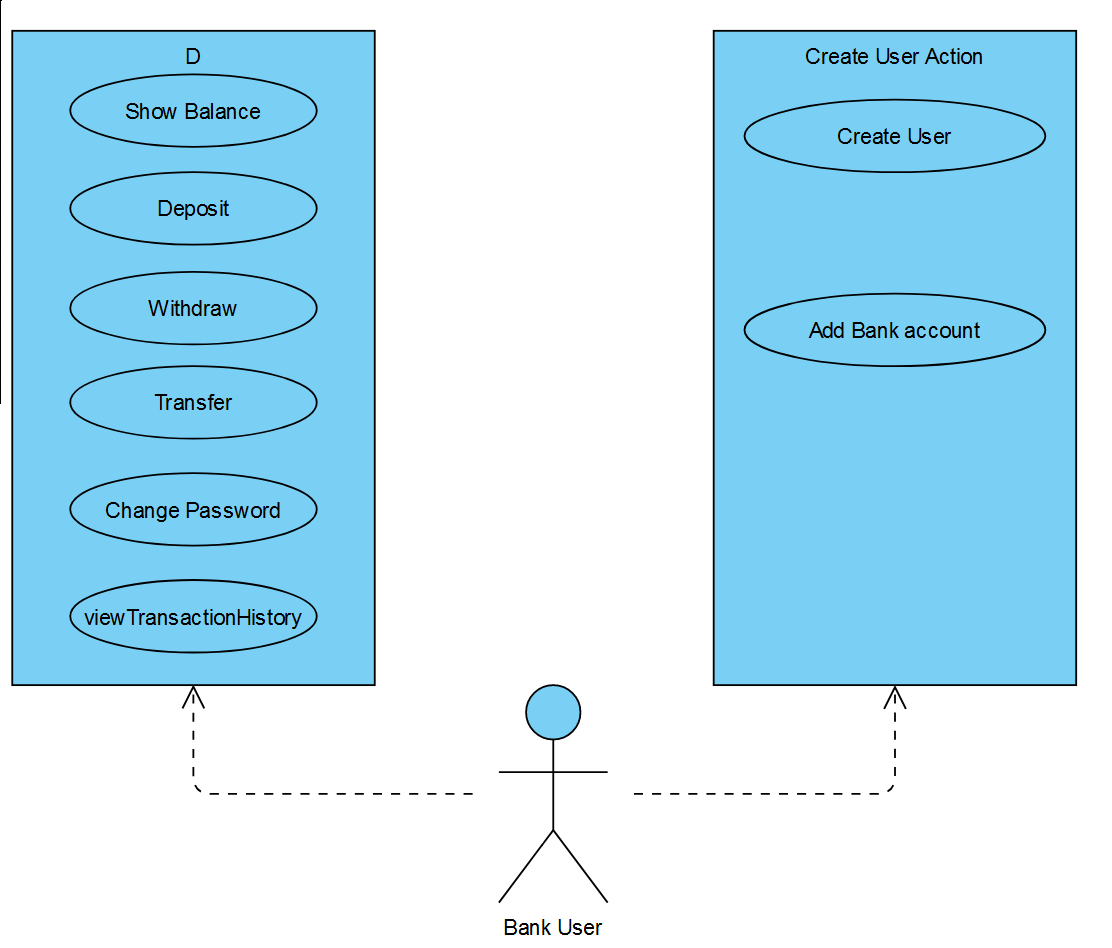 D
Show Balance
Deposit
Withdraw
Transfer
Change Password
viewTransactionHistory
Create User Action
Create User
Add Bank account
Bank User